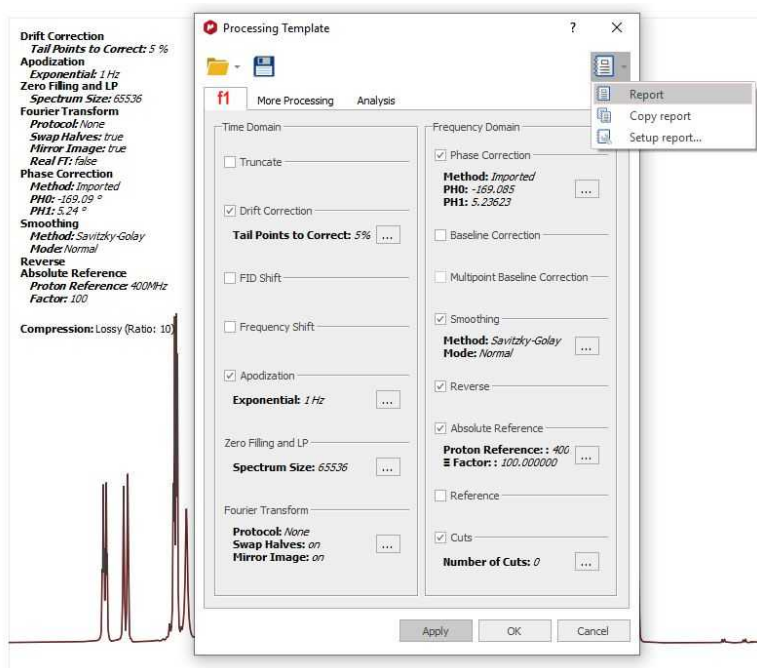 Drift Correction
Tail Points to Correct: 5 %
Apodization
Exponential: 1 Hz
Zero Filling and LP
Spectrum Size: 65536
Fourier Transform
Protocol: None
Swap Halves: true
Mirror Image: true
Real FT: false
Phase Correction
Method: Imported
PH0: -169.09 °
PH1: 5.24 °
Smoothing
Method: Savitzky-Golay
Mode: Normal
Reverse
Absolute Reference
Proton Reference: 400MHz
Factor: 100
Compression: Lossy (Ratio: 10)
Processing Template
?
Report
Copy report
Setup report...
f1
More Processing
Analysis
Time Domain
Truncate
Drift Correction
Tail Points to Correct: 5%
...
FID Shift
Frequency Shift
Apodization
Exponential: 1 Hz
...
Zero Filling and LP
Spectrum Size: 65536
...
Fourier Transform
Protocol: None
Swap Halves: on
Mirror Image: on
...
Frequency Domain
Phase Correction
Method: Imported
PH0: -169.085
PH1: 5.23623
...
Baseline Correction
Multipoint Baseline Correction
Smoothing
Method: Savitzky-Golay
Mode: Normal
...
Reverse
Absolute Reference
Proton Reference: : 400
Ξ Factor: : 100.000000
...
Reference
Cuts
Number of Cuts: 0
...
Apply
OK
Cancel